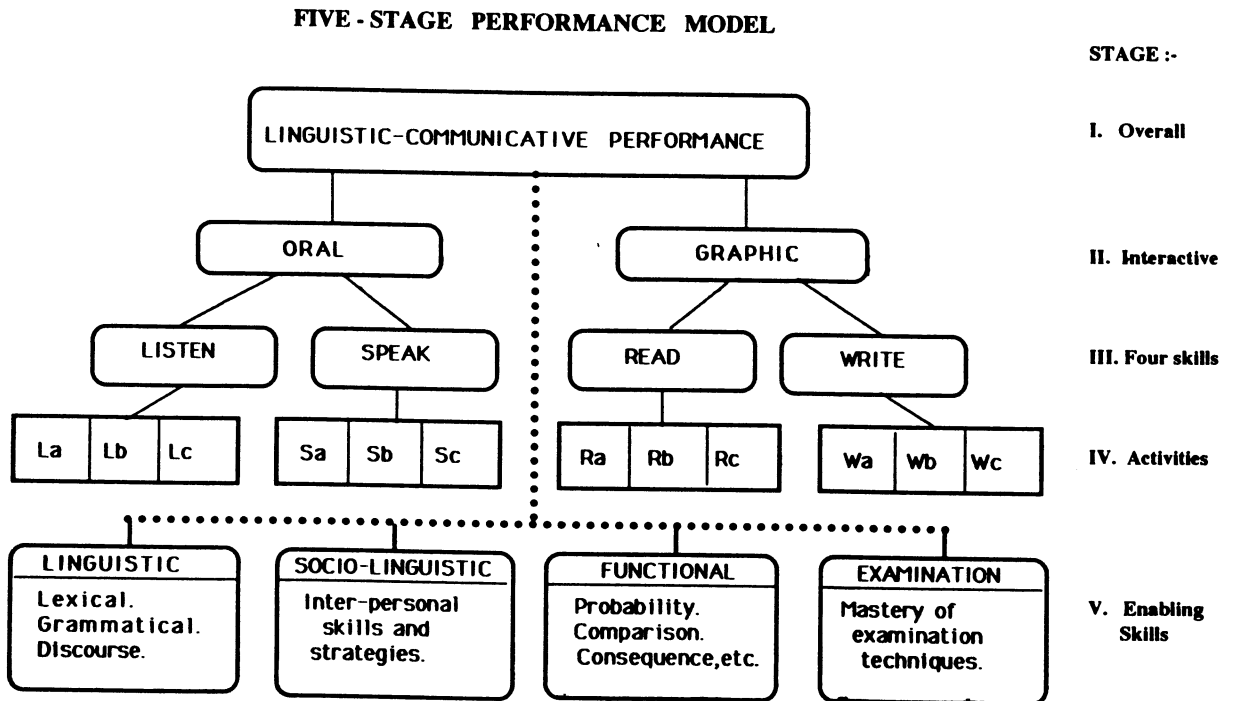 FIVE - STAGE PERFORMANCE MODEL
STAGE :-
LINGUISTIC-COMMUNICATIVE PERFORMANCE
I. Overall
ORAL
GRAPHIC
II. Interactive
LISTEN
SPEAK
READ
WRITE
III. Four skills
La Lb Lc
Sa Sb Sc
Ra Rb Rc
Wa Wb Wc
IV. Activities
LINGUISTIC
Lexical.
Grammatical.
Discourse.
SOCIO-LINGUISTIC
Inter-personal
skills and
strategies.
FUNCTIONAL
Probability.
Comparison.
Consequence,etc.
EXAMINATION
Mastery of
examination
techniques.
V. Enabling
Skills